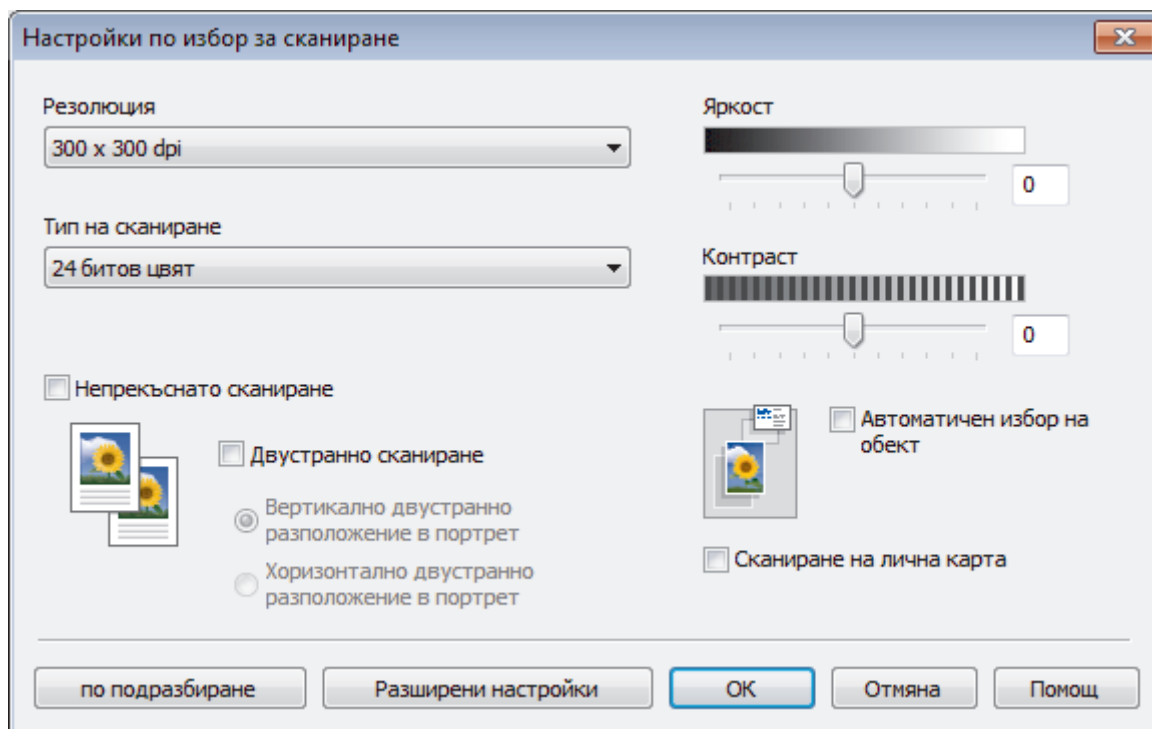 Настройки по избор за сканиране
Резолюция
300 x 300 dpi
Тип на сканиране
24 битов цвят
Непрекъснато сканиране
Двустранно сканиране
Вертикално двустранно
разположение в портрет
Хоризонтално двустранно
разположение в портрет
Яркост
0
Контраст
0
Автоматичен избор на
обект
Сканиране на лична карта
по подразбиране
Разширени настройки
OK
Отмяна
Помощ